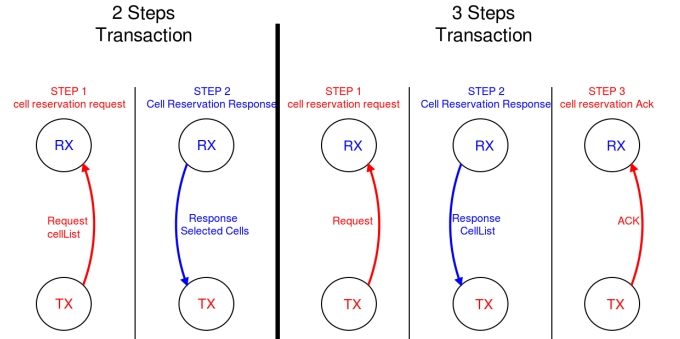 2 Steps
Transaction
STEP 1
cell reservation request
RX
Request
cellList
TX
STEP 2
Cell Reservation Response
RX
Response
Selected Cells
TX
3 Steps
Transaction
STEP 1
cell reservation request
RX
Request
TX
STEP 2
Cell Reservation Response
RX
Response
CellList
TX
STEP 3
cell reservation Ack
RX
ACK
TX